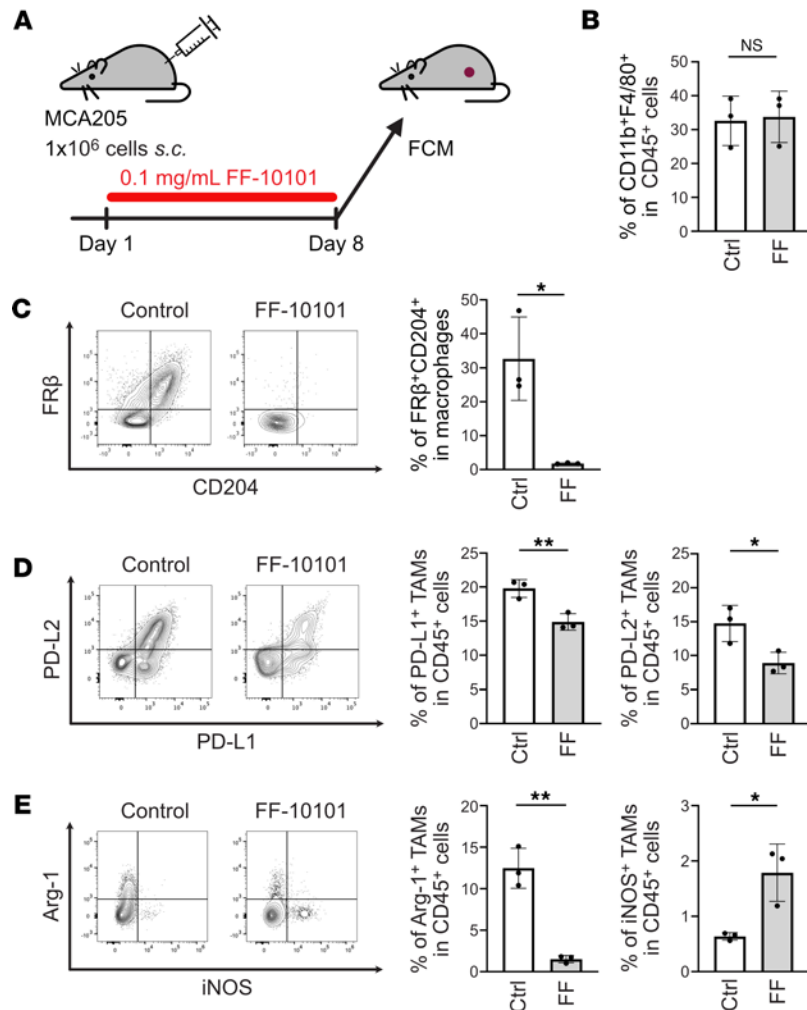 A
MCA205
1x10⁶ cells s.c.
0.1 mg/mL FF-10101
Day 1
Day 8
FCM
B
NS
% of CD11b⁺F4/80⁺
in CD45⁺ cells
50
40
30
20
10
0
Ctrl
FF
C
Control
FF-10101
FRβ
CD204
*
% of FRβ⁺CD204⁺
in macrophages
50
40
30
20
10
0
Ctrl
FF
D
Control
FF-10101
PD-L2
PD-L1
**
% of PD-L1⁺ TAMs
in CD45⁺ cells
25
20
15
10
5
0
Ctrl
FF
*
% of PD-L2⁺ TAMs
in CD45⁺ cells
25
20
15
10
5
0
Ctrl
FF
E
Control
FF-10101
Arg-1
iNOS
**
% of Arg-1⁺ TAMs
in CD45⁺ cells
20
15
10
5
0
Ctrl
FF
*
% of iNOS⁺ TAMs
in CD45⁺ cells
3
2
1
0
Ctrl
FF